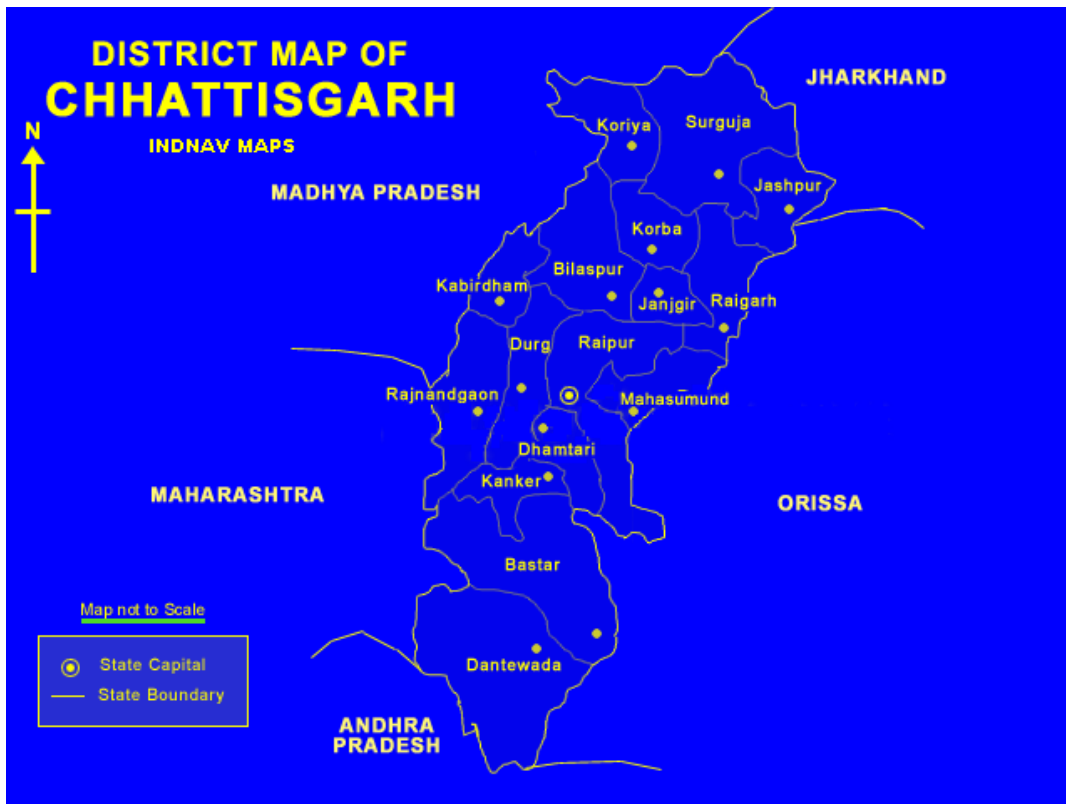 DISTRICT MAP OF
CHHATTISGARH
INDNAV MAPS
N
JHARKHAND
MADHYA PRADESH
Koriya
Surguja
Jashpur
Korba
Bilaspur
Kabirdham
Janjgir
Raigarh
Durg
Raipur
Rajnandgaon
Mahasumund
Dhamtari
Kanker
MAHARASHTRA
ORISSA
Bastar
Dantewada
ANDHRA
PRADESH
Map not to Scale
State Capital
State Boundary